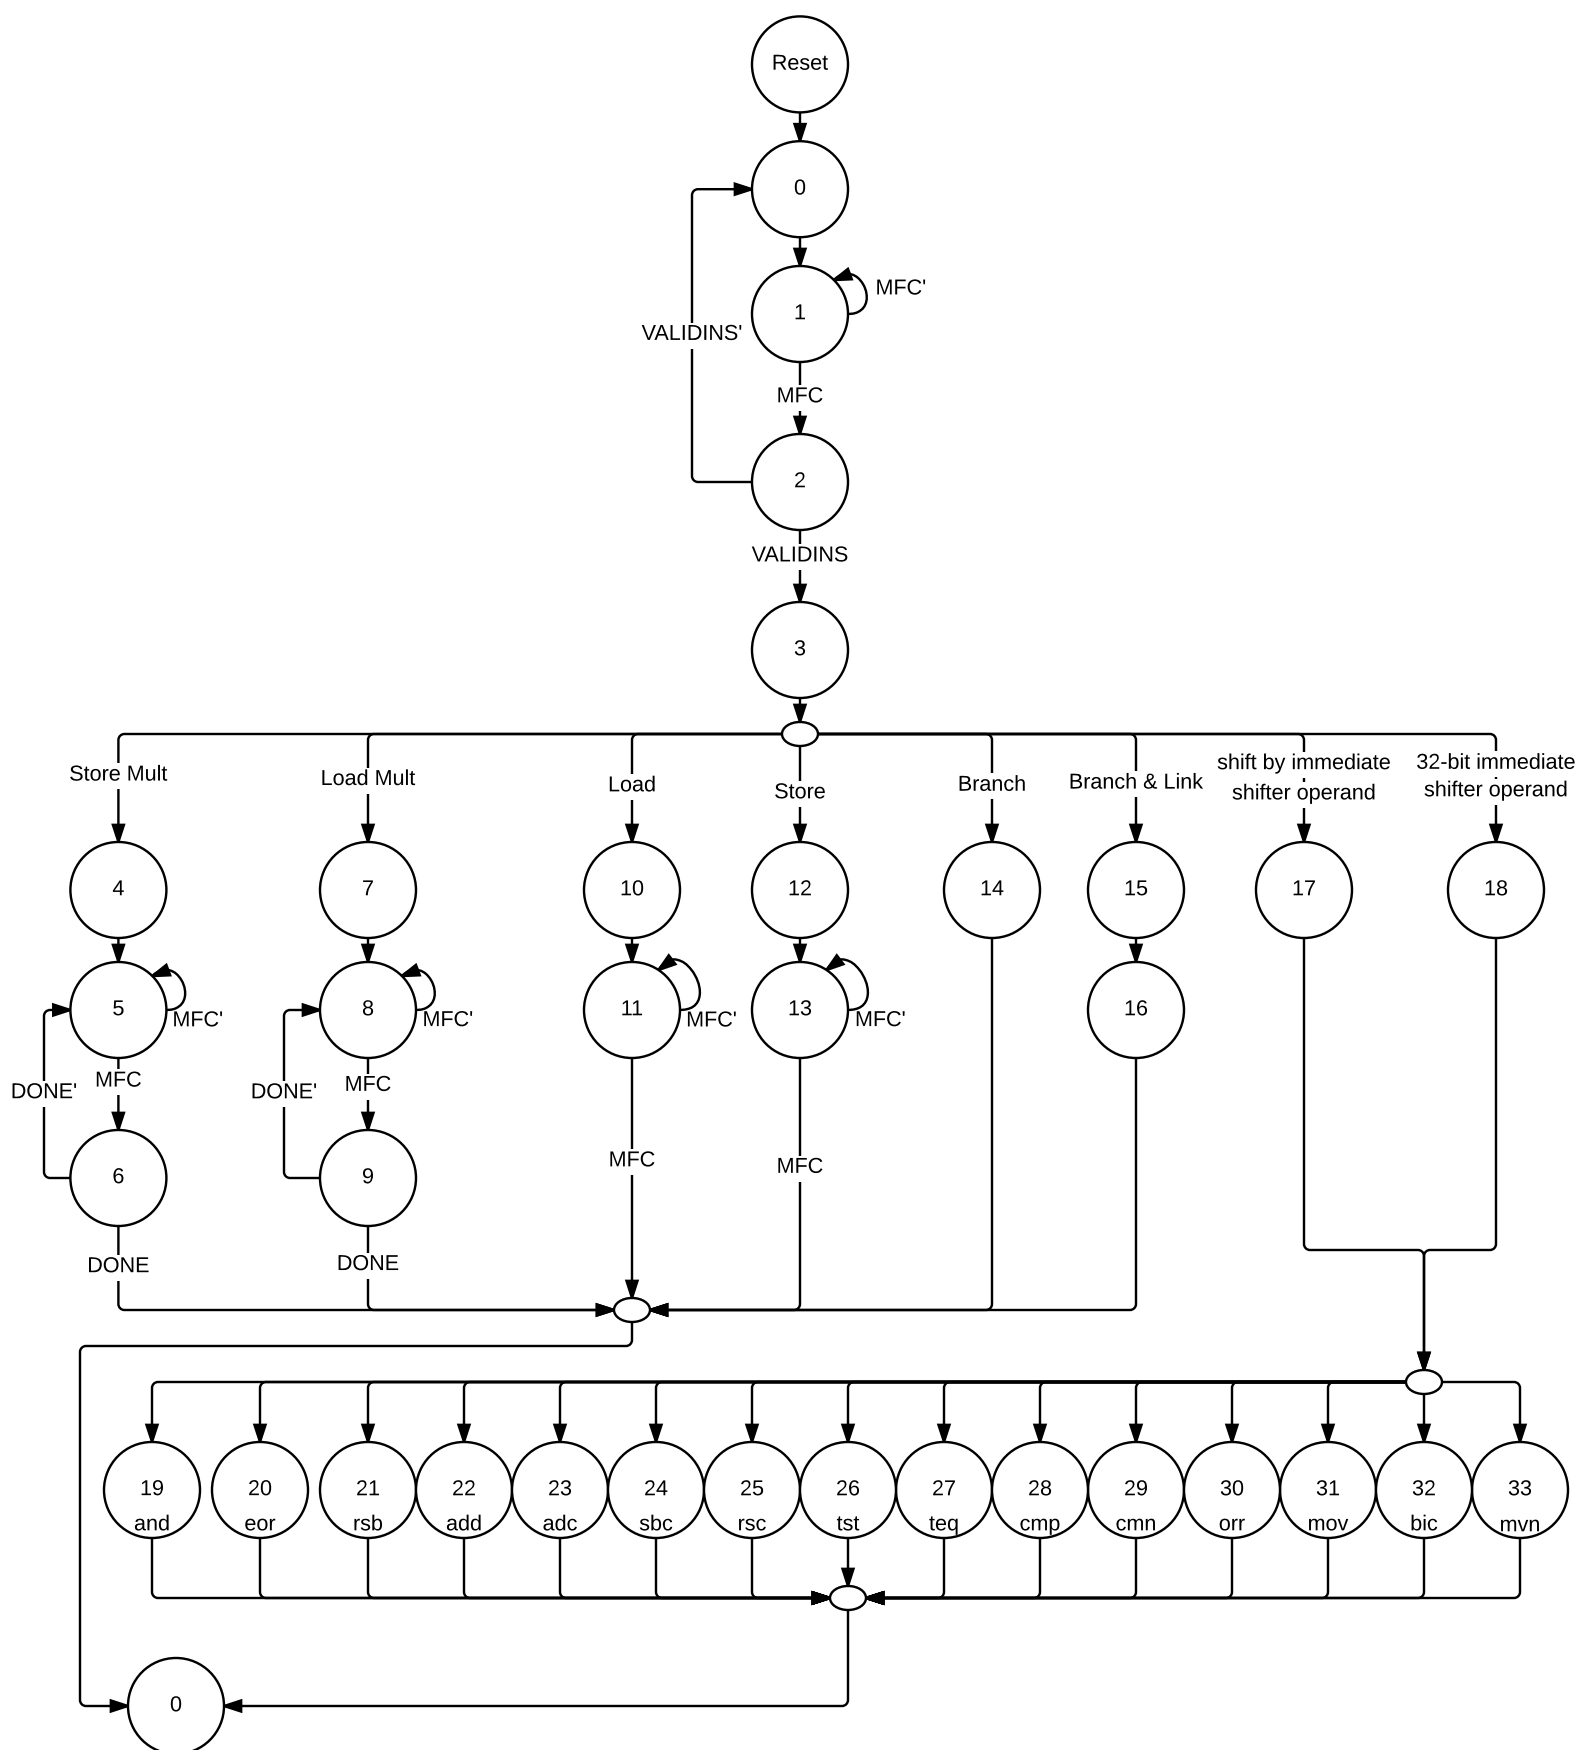 Reset
0
1
MFC'
VALIDINS'
MFC
2
VALIDINS
3
Store Mult
Load Mult
Load
Store
Branch
Branch & Link
shift by immediate
shifter operand
32-bit immediate
shifter operand
4
7
10
12
14
15
17
18
5
MFC'
8
MFC'
11
MFC'
13
MFC'
16
DONE'
MFC
DONE'
MFC
MFC
MFC
6
9
DONE
DONE
19
and
20
eor
21
rsb
22
add
23
adc
24
sbc
25
rsc
26
tst
27
teq
28
cmp
29
cmn
30
orr
31
mov
32
bic
33
mvn
0